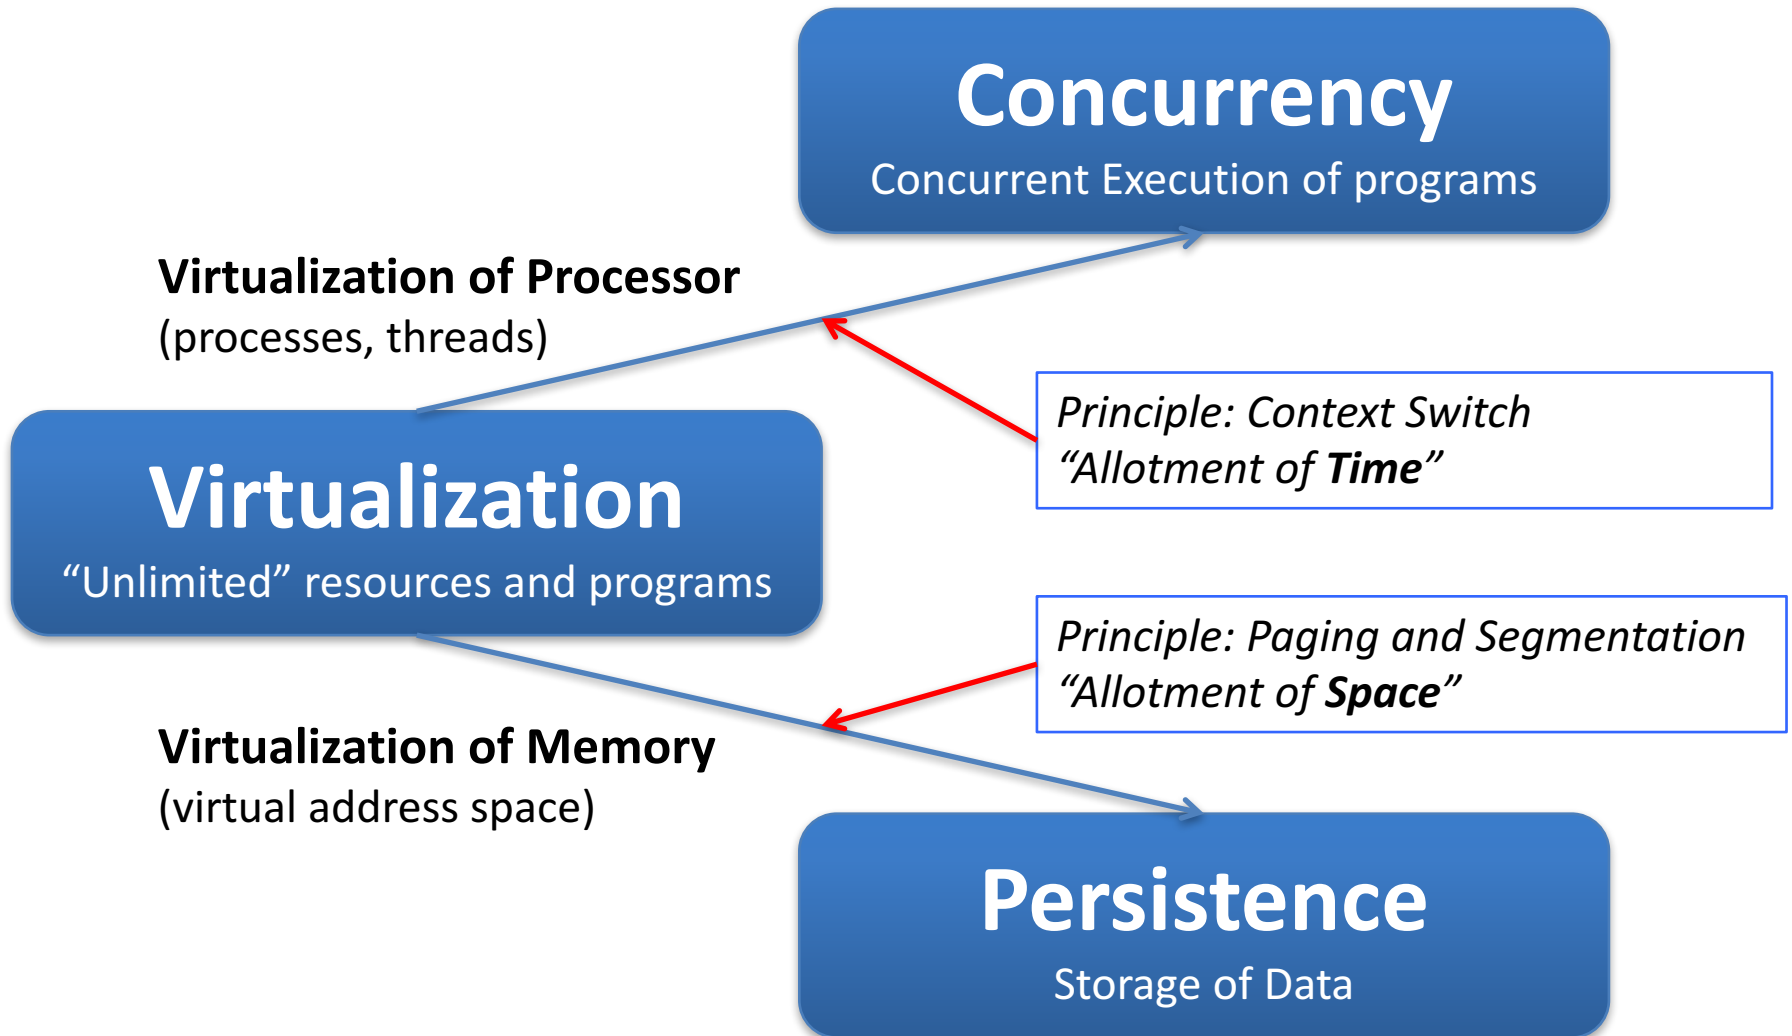 Concurrency
Concurrent Execution of programs
Virtualization of Processor
(processes, threads)
Principle: Context Switch
“Allotment of Time”
Virtualization
“Unlimited” resources and programs
Principle: Paging and Segmentation
“Allotment of Space”
Virtualization of Memory
(virtual address space)
Persistence
Storage of Data